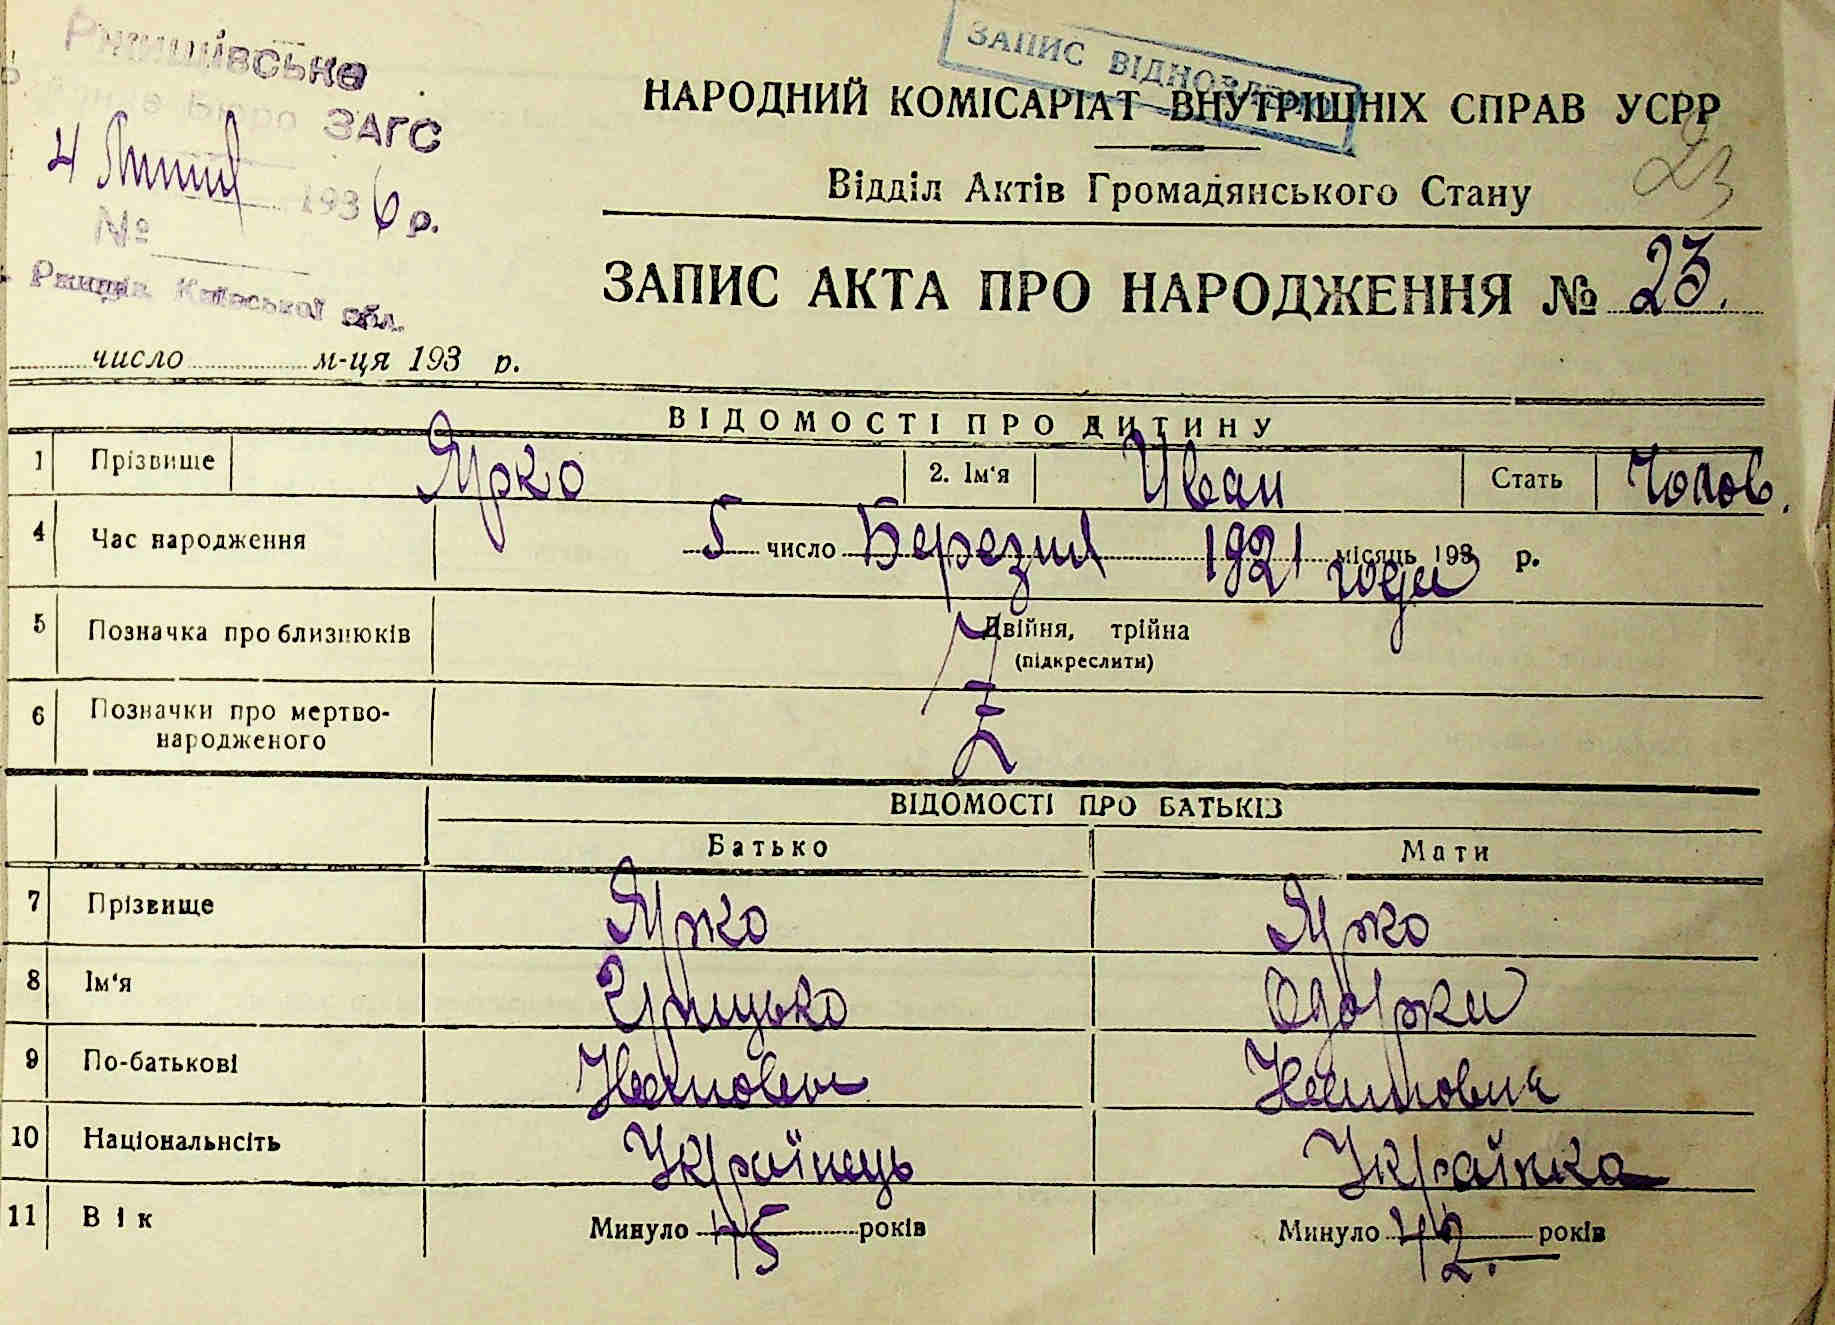 Ржищівське
Бюро ЗАГС
ЗАПИС ВІДНОВЛЕНО
НАРОДНИЙ КОМІСАРІАТ ВНУТРІШНІХ СПРАВ УСРР
4 Липня 1936 р.
№
Відділ Актів Громадянського Стану
23
Ржищів Київської обл.
ЗАПИС АКТА ПРО НАРОДЖЕННЯ № 23.
число м-ця 193 р.
ВІДОМОСТІ ПРО ДИТИНУ
1 Прізвище Ярко 2. Ім'я Иван Стать Чолов.
4 Час народження 5 число Березня 1921 місяць 193 р.
годи
5 Позначка про близнюків Двійня, трійна
(підкреслити)
6 Позначки про мертво-
народженого
ВІДОМОСТІ ПРО БАТЬКІВ
Батько Мати
7 Прізвище Ярко Ярко
8 Ім'я Грицько Одарка
9 По-батькові
10 Національність Українець Українка
11 Вік Минуло 45 років Минуло 42. років